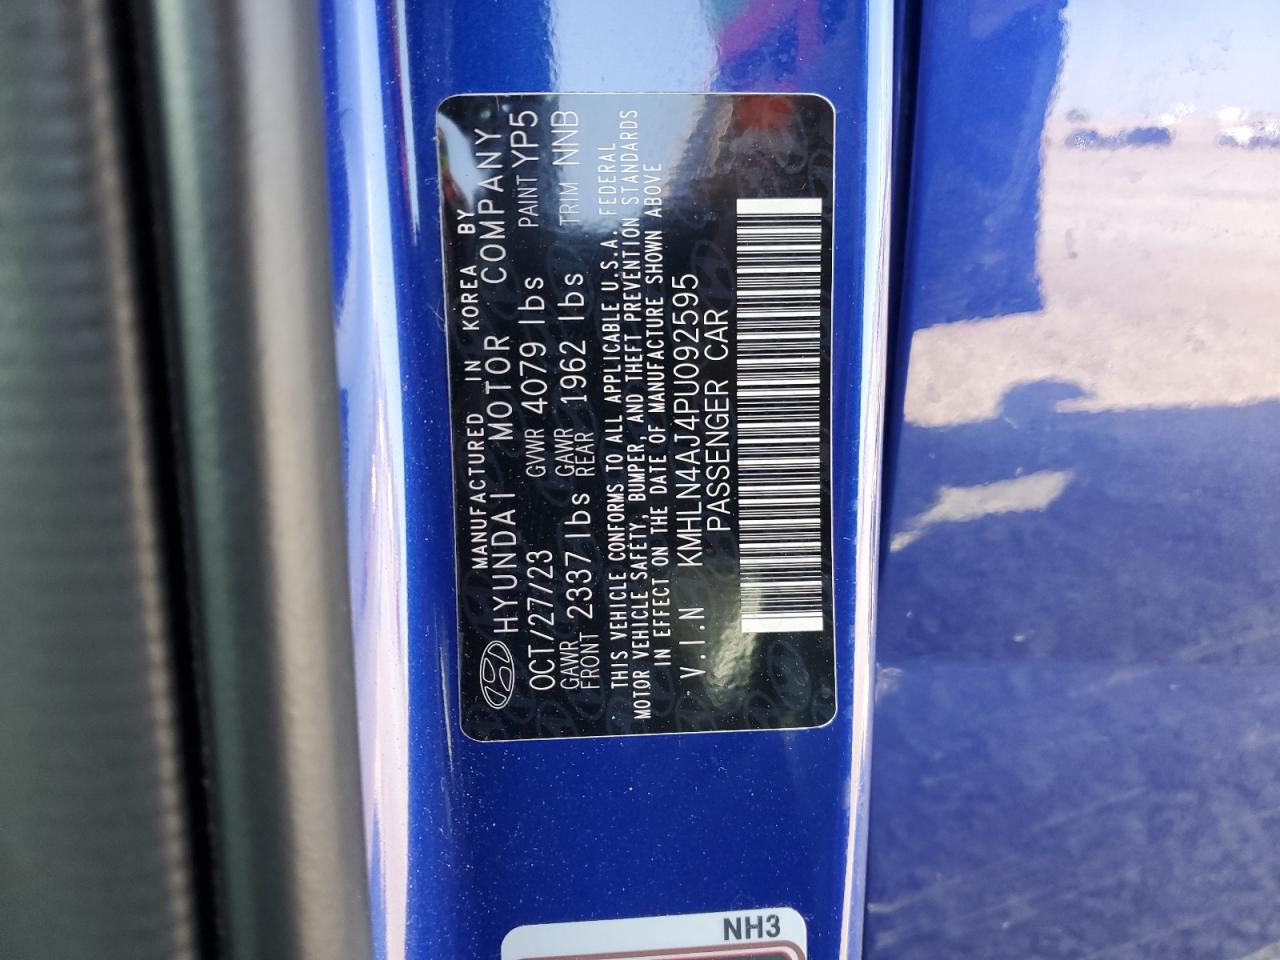 MANUFACTURED IN KOREA BY
HYUNDAI MOTOR COMPANY
OCT/27/23 GVWR 4079 lbs PAINT YP5
GAWR FRONT 2337 lbs GAWR REAR 1962 lbs TRIM NNB
THIS VEHICLE CONFORMS TO ALL APPLICABLE U.S.A. FEDERAL
MOTOR VEHICLE SAFETY, BUMPER, AND THEFT PREVENTION STANDARDS
IN EFFECT ON THE DATE OF MANUFACTURE SHOWN ABOVE
V.I.N KMHLN4AJ4PU092595
PASSENGER CAR
NH3